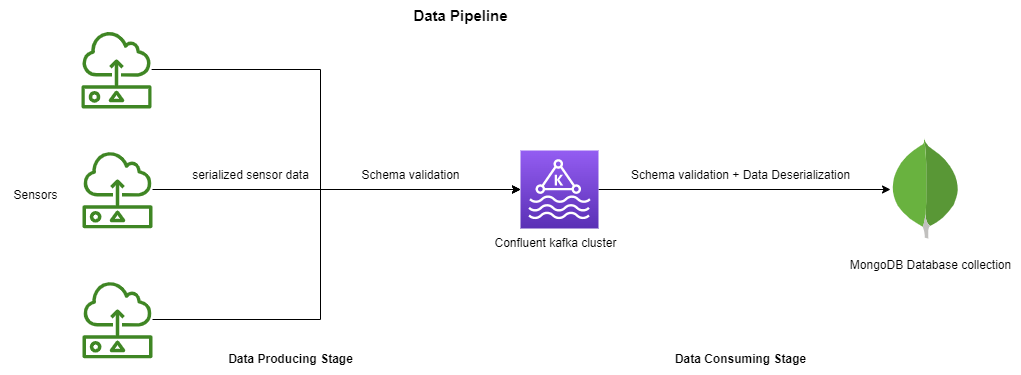 Data Pipeline
Sensors
serialized sensor data
Schema validation
K
Confluent kafka cluster
Schema validation + Data Deserialization
MongoDB Database collection
Data Producing Stage
Data Consuming Stage